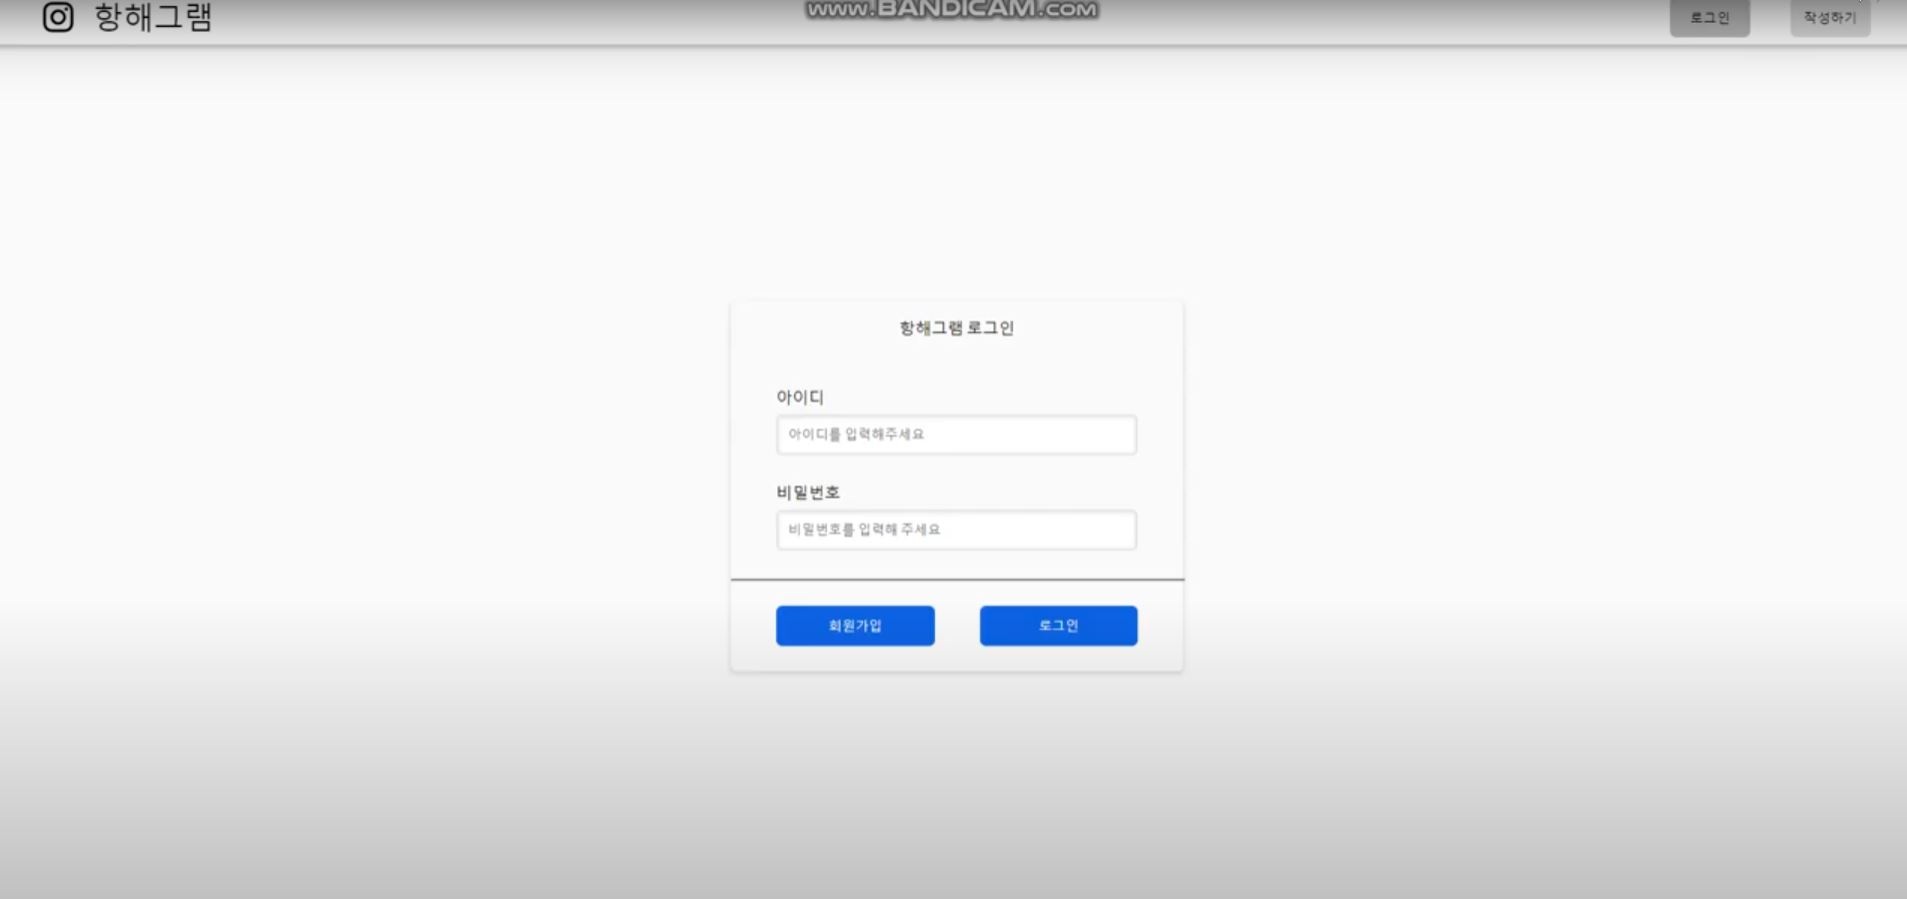 항해그램
www.BANDICAM.com
로그인
작성하기
항해그램 로그인
아이디
아이디를 입력해주세요
비밀번호
비밀번호를 입력해 주세요
회원가입
로그인